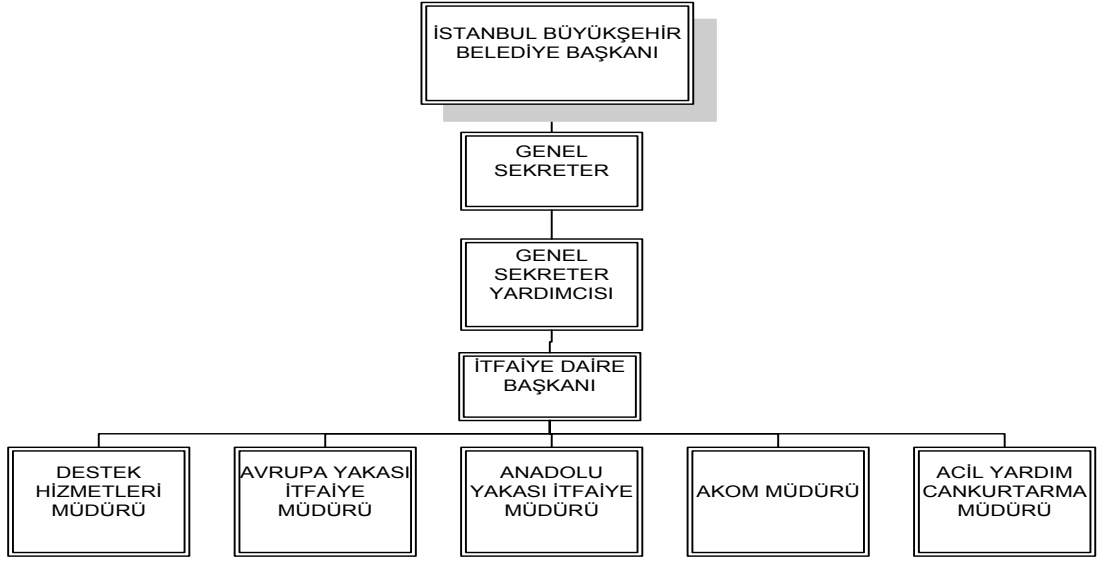 İSTANBUL BÜYÜKŞEHİR
BELEDİYE BAŞKANI
GENEL
SEKRETER
GENEL
SEKRETER
YARDIMCISI
İTFAİYE DAİRE
BAŞKANI
DESTEK
HİZMETLERİ
MÜDÜRÜ
AVRUPA YAKASI
İTFAİYE
MÜDÜRÜ
ANADOLU
YAKASI İTFAİYE
MÜDÜRÜ
AKOM MÜDÜRÜ
ACİL YARDIM
CANKURTARMA
MÜDÜRÜ